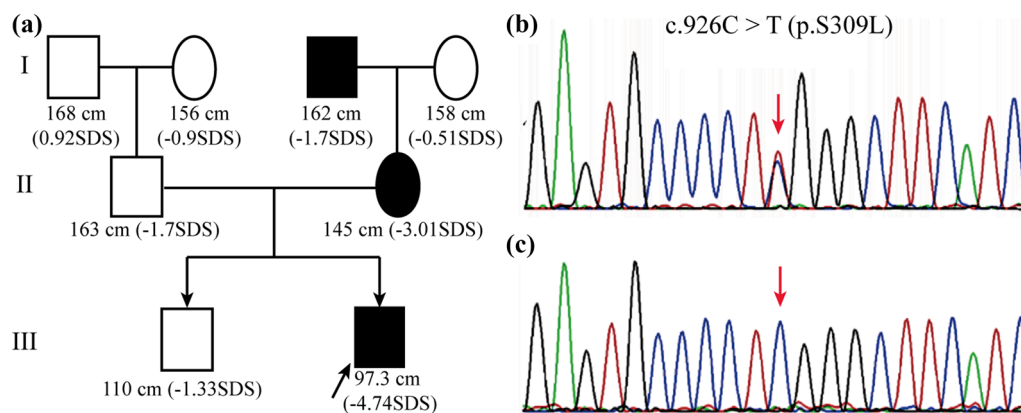 (a)
I
168 cm
(0.92SDS)
156 cm
(-0.9SDS)
162 cm
(-1.7SDS)
158 cm
(-0.51SDS)
II
163 cm (-1.7SDS)
145 cm (-3.01SDS)
III
110 cm (-1.33SDS)
97.3 cm
(-4.74SDS)
(b)
c.926C > T (p.S309L)
(c)